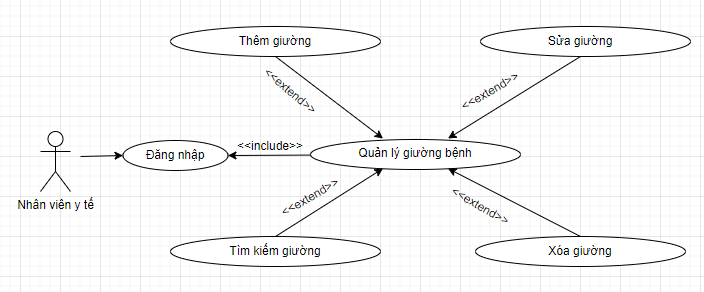 Thêm giường
Sửa giường
<<extend>>
<<extend>>
<<include>>
Đăng nhập
Quản lý giường bệnh
Nhân viên y tế
<<extend>>
<<extend>>
Tìm kiếm giường
Xóa giường